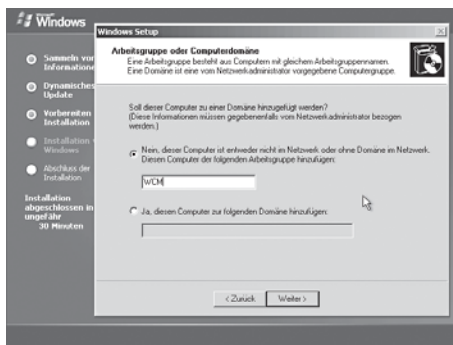 Windows
Windows Setup
Arbeitsgruppe oder Computerdomäne
Eine Arbeitsgruppe besteht aus Computern mit gleichem Arbeitsgruppennamen.
Eine Domäne ist eine vom Netzwerkadministrator vorgegebene Computergruppe.
Sammeln von
Informationen
Dynamisches
Update
Vorbereiten
Installation
Installation
Windows
Abschluss der
Installation
Installation
abgeschlossen in
ungefähr
30 Minuten
Soll dieser Computer zu einer Domäne hinzugefügt werden?
(Diese Informationen müssen gegebenenfalls vom Netzwerkadministrator bezogen
werden.)
Nein, dieser Computer ist entweder nicht im Netzwerk oder ohne Domäne im Netzwerk.
Diesen Computer der folgenden Arbeitsgruppe hinzufügen:
WCM
Ja, diesen Computer zur folgenden Domäne hinzufügen:
< Zurück
Weiter >